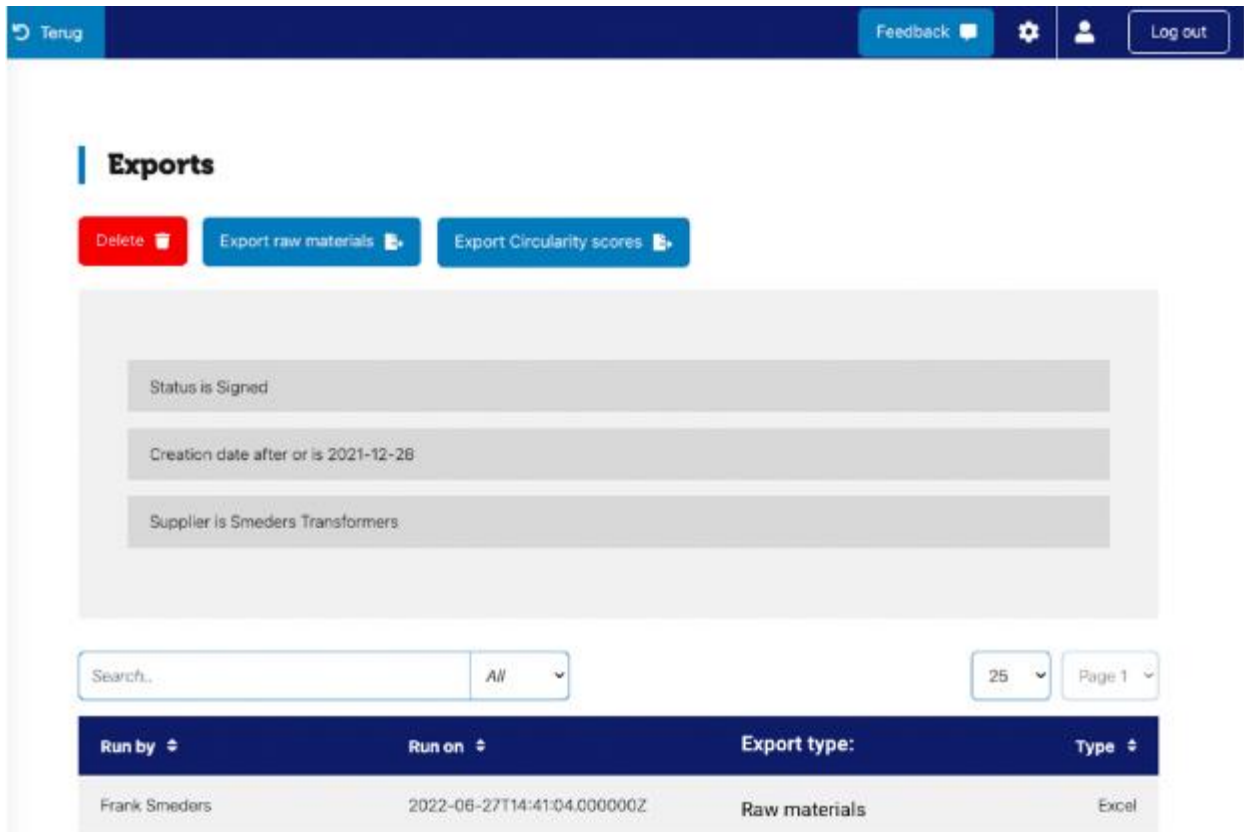 Terug Feedback Log out
Exports
Delete Export raw materials Export Circularity scores
Status is Signed
Creation date after or is 2021-12-28
Supplier is Smeders Transformers
Search.. All 25 Page 1
Run by Run on Export type: Type
Frank Smeders 2022-06-27T14:41:04.000000Z Raw materials Excel